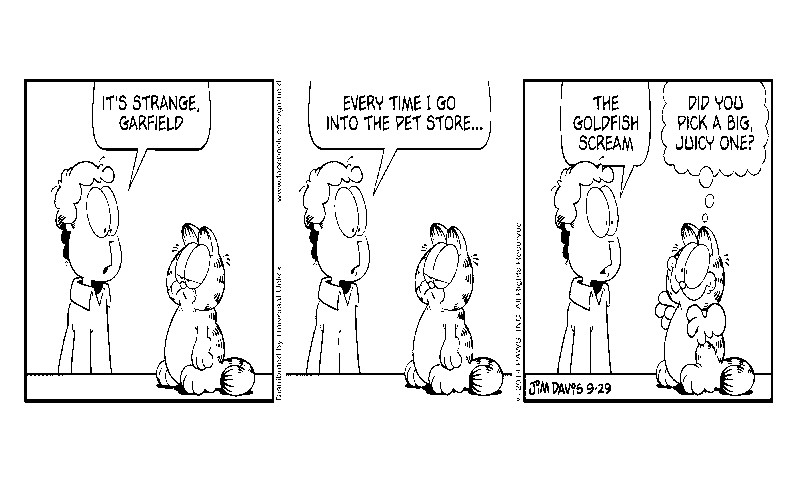 IT'S STRANGE,
GARFIELD
EVERY TIME I GO
INTO THE PET STORE...
THE
GOLDFISH
SCREAM
DID YOU
PICK A BIG,
JUICY ONE?
JIM DAVIS 9·29